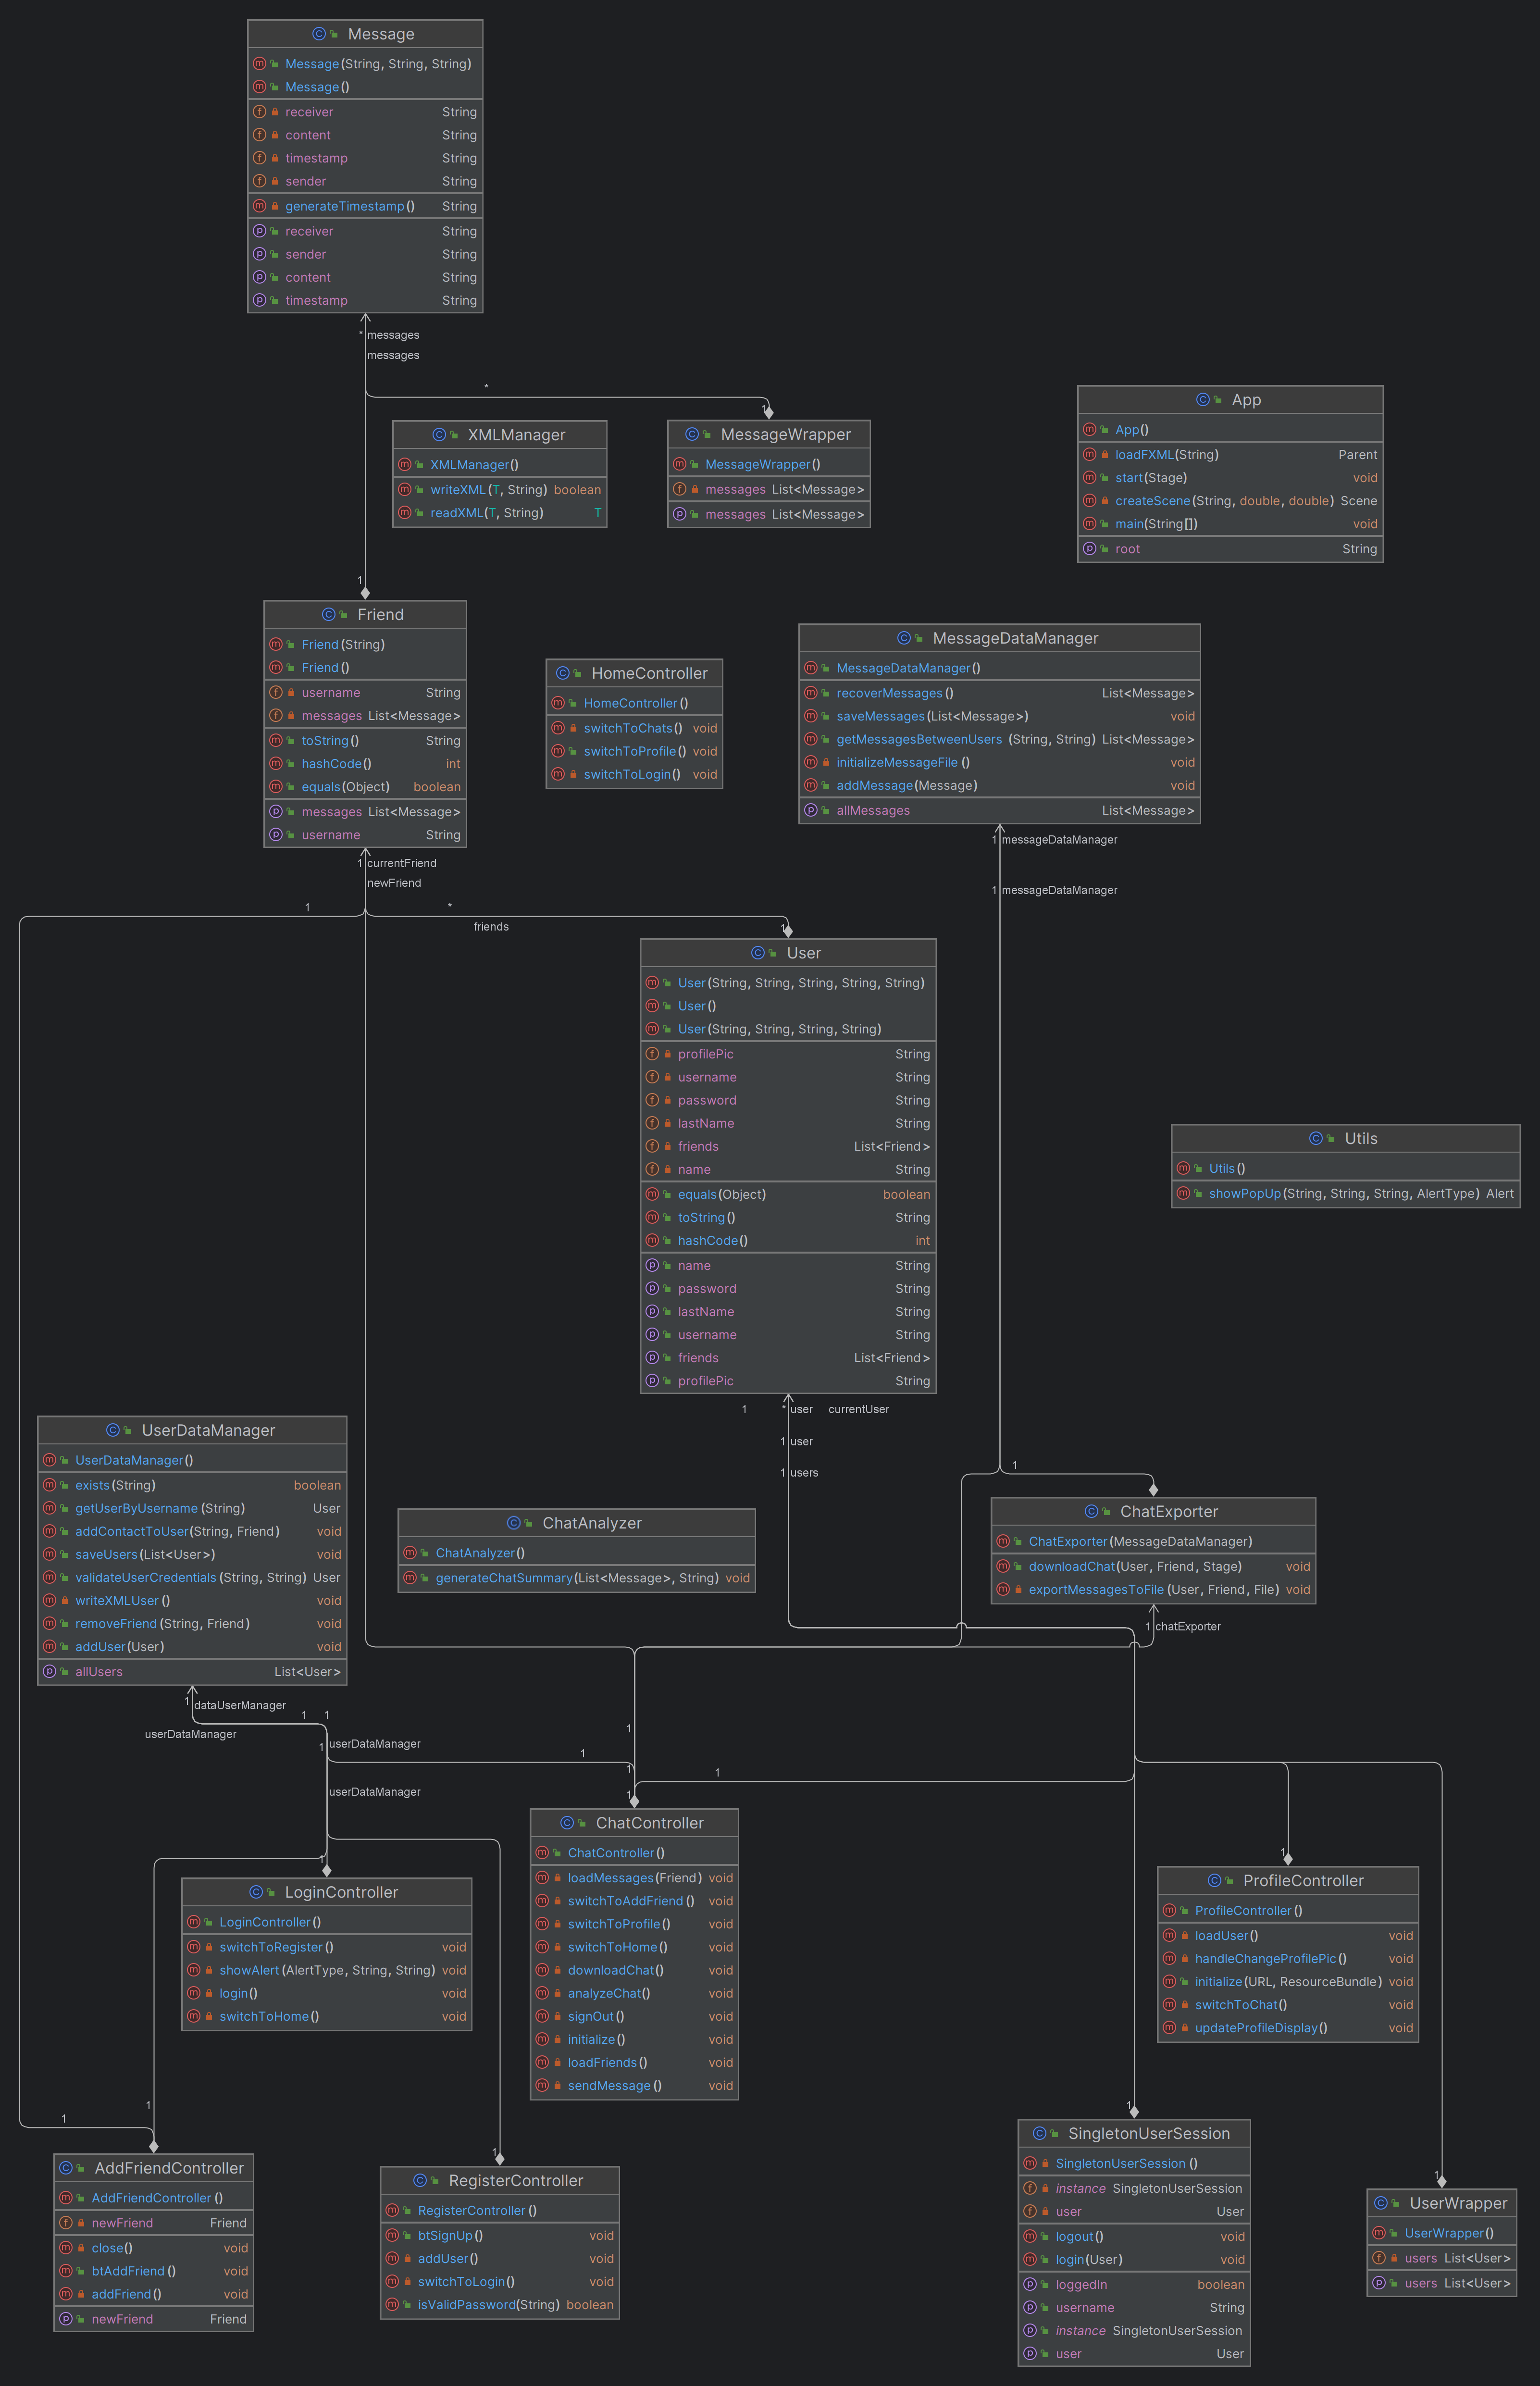 Message
Message(String, String, String)
Message()
receiver String
content String
timestamp String
sender String
generateTimestamp() String
receiver String
sender String
content String
timestamp String
* messages
messages
*
1
XMLManager
XMLManager()
writeXML(T, String) boolean
readXML(T, String) T
MessageWrapper
MessageWrapper()
messages List<Message>
messages List<Message>
App
App()
loadFXML(String) Parent
start(Stage) void
createScene(String, double, double) Scene
main(String[]) void
root String
1
Friend
Friend(String)
Friend()
username String
messages List<Message>
toString() String
hashCode() int
equals(Object) boolean
messages List<Message>
username String
HomeController
HomeController()
switchToChats() void
switchToProfile() void
switchToLogin() void
MessageDataManager
MessageDataManager()
recoverMessages() List<Message>
saveMessages(List<Message>) void
getMessagesBetweenUsers (String, String) List<Message>
initializeMessageFile () void
addMessage(Message) void
allMessages List<Message>
1 messageDataManager
1 messageDataManager
1 currentFriend
newFriend
1
*
friends
1
User
User(String, String, String, String, String)
User()
User(String, String, String, String)
profilePic String
username String
password String
lastName String
friends List<Friend>
name String
equals(Object) boolean
toString() String
hashCode() int
name String
password String
lastName String
username String
friends List<Friend>
profilePic String
1 * user currentUser
1 user
1 users
Utils
Utils()
showPopUp(String, String, String, AlertType) Alert
UserDataManager
UserDataManager()
exists(String) boolean
getUserByUsername (String) User
addContactToUser(String, Friend) void
saveUsers(List<User>) void
validateUserCredentials (String, String) User
writeXMLUser() void
removeFriend(String, Friend) void
addUser(User) void
allUsers List<User>
ChatAnalyzer
ChatAnalyzer()
generateChatSummary(List<Message>, String) void
1
ChatExporter
ChatExporter(MessageDataManager)
downloadChat(User, Friend, Stage) void
exportMessagesToFile (User, Friend, File) void
1 chatExporter
1 dataUserManager
userDataManager
1 1
1 userDataManager
userDataManager
1
1
1
1
1
1
ChatController
ChatController()
loadMessages(Friend) void
switchToAddFriend() void
switchToProfile() void
switchToHome() void
downloadChat() void
analyzeChat() void
signOut() void
initialize() void
loadFriends() void
sendMessage() void
1
LoginController
LoginController()
switchToRegister() void
showAlert(AlertType, String, String) void
login() void
switchToHome() void
1
ProfileController
ProfileController()
loadUser() void
handleChangeProfilePic() void
initialize(URL, ResourceBundle) void
switchToChat() void
updateProfileDisplay() void
1
1
AddFriendController
AddFriendController ()
newFriend Friend
close() void
btAddFriend() void
addFriend() void
newFriend Friend
1
RegisterController
RegisterController()
btSignUp() void
addUser() void
switchToLogin() void
isValidPassword(String) boolean
1
SingletonUserSession
SingletonUserSession ()
instance SingletonUserSession
user User
logout() void
login(User) void
loggedIn boolean
username String
instance SingletonUserSession
user User
1
UserWrapper
UserWrapper()
users List<User>
users List<User>